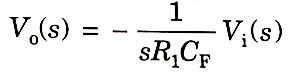 V_o(s) = − \frac{1}{sR_1C_F} V_i(s)